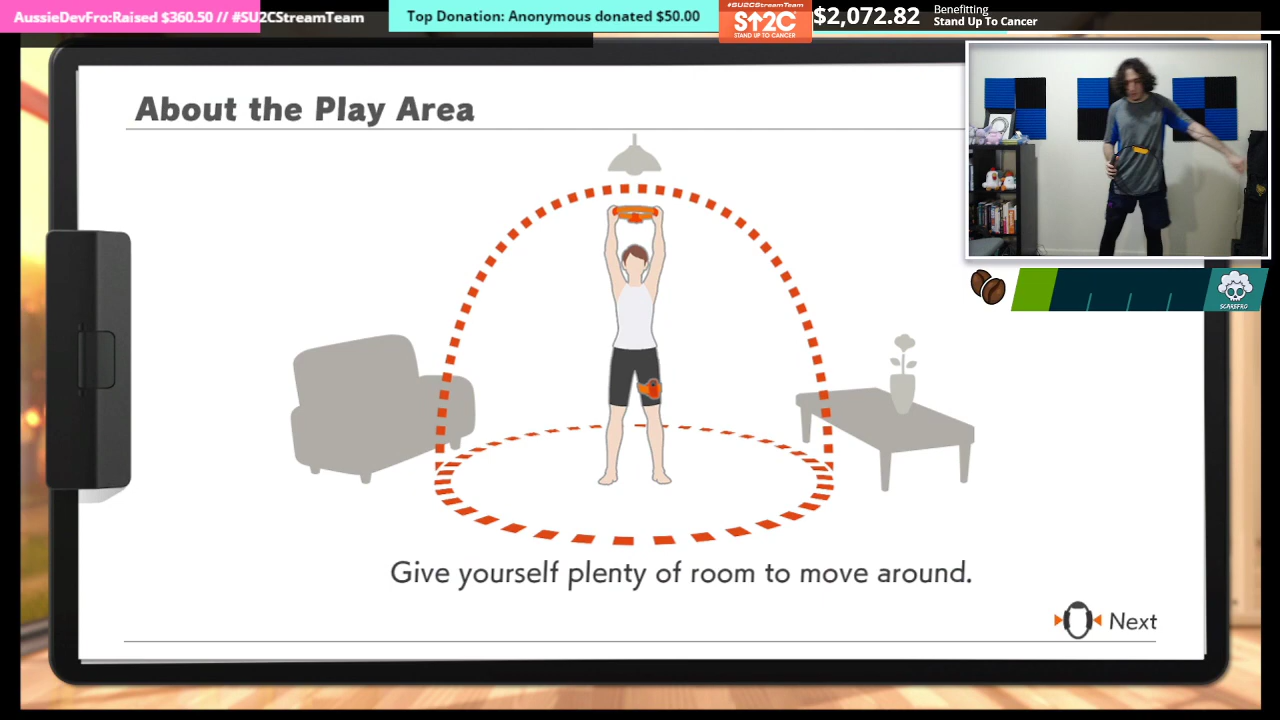 AussieDevFro:Raised $360.50 // #SU2CStreamTeam
Top Donation: Anonymous donated $50.00
#SU2CStreamTeam
SU2C
STAND UP TO CANCER
$2,072.82
Benefitting
Stand Up To Cancer
About the Play Area
SCAREFRO
Give yourself plenty of room to move around.
Next